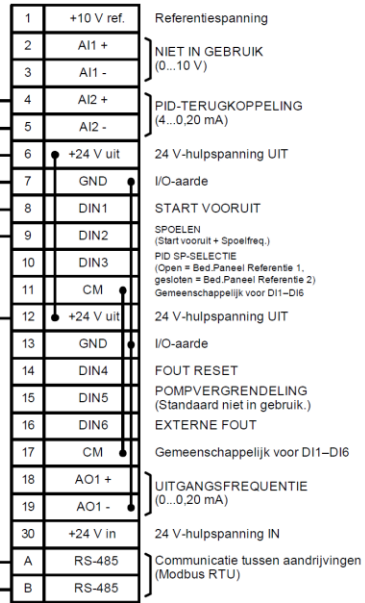 1 +10 V ref. Referentiespanning
2 AI1 + NIET IN GEBRUIK
3 AI1 - (0...10 V)
4 AI2 + PID-TERUGKOPPELING
5 AI2 - (4...0,20 mA)
6 +24 V uit 24 V-hulpspanning UIT
7 GND I/O-aarde
8 DIN1 START VOORUIT
9 DIN2 SPOELEN
(Start vooruit + Spoelfreq.)
10 DIN3 PID SP-SELECTIE
(Open = Bed.Paneel Referentie 1,
gesloten = Bed.Paneel Referentie 2)
11 CM Gemeenschappelijk voor DI1–DI6
12 +24 V uit 24 V-hulpspanning UIT
13 GND I/O-aarde
14 DIN4 FOUT RESET
15 DIN5 POMPVERGRENDELING
(Standaard niet in gebruik.)
16 DIN6 EXTERNE FOUT
17 CM Gemeenschappelijk voor DI1–DI6
18 AO1 + UITGANGSFREQUENTIE
19 AO1 - (0...0,20 mA)
30 +24 V in 24 V-hulpspanning IN
A RS-485 Communicatie tussen aandrijvingen
B RS-485 (Modbus RTU)